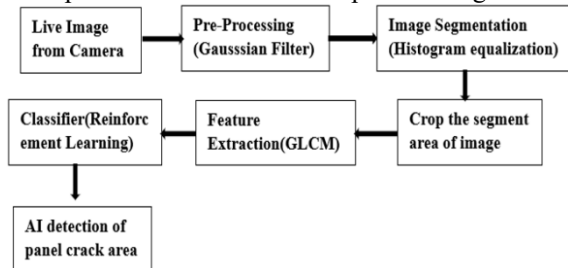 Live Image
from Camera
Pre-Processing
(Gausssian Filter)
Image Segmentation
(Histogram equalization)
Classifier(Reinforc
ement Learning)
Feature
Extraction(GLCM)
Crop the segment
area of image
AI detection of
panel crack area